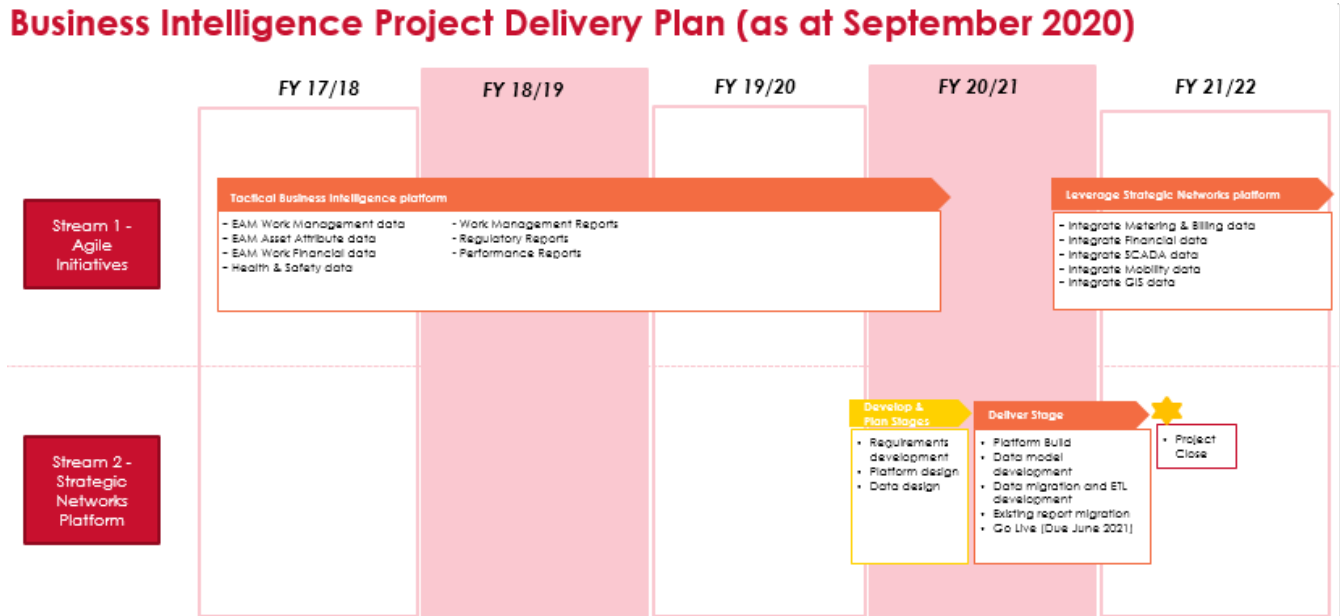 Business Intelligence Project Delivery Plan (as at September 2020)
FY 17/18
FY 18/19
FY 19/20
FY 20/21
FY 21/22
Stream 1 -
Agile
Initiatives
Tactical Business Intelligence platform
- EAM Work Management data
- EAM Asset Attribute data
- EAM Work Financial data
- Health & Safety data
- Work Management Reports
- Regulatory Reports
- Performance Reports
Leverage Strategic Networks platform
- Integrate Metering & Billing data
- Integrate Financial data
- Integrate SCADA data
- Integrate Mobility data
- Integrate GIS data
Stream 2 -
Strategic
Networks
Platform
Develop &
Plan Stages
• Requirements
development
• Platform design
• Data design
Deliver Stage
• Platform Build
• Data model
development
• Data migration and ETL
development
• Existing report migration
• Go Live (Due June 2021)
• Project
Close